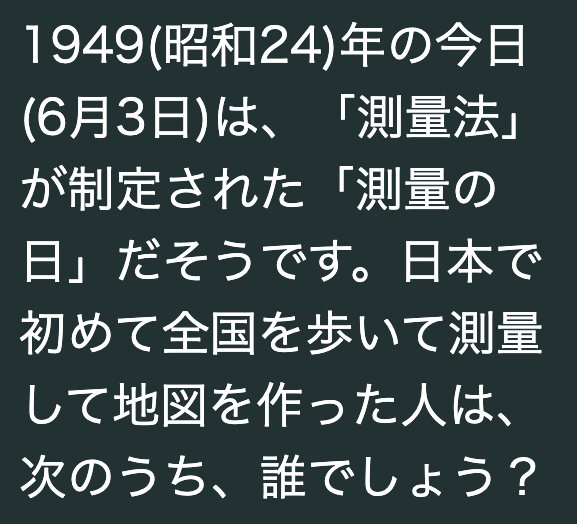 1949(昭和24)年の今日
(6月3日)は、「測量法」
が制定された「測量の
日」だそうです。日本で
初めて全国を歩いて測量
して地図を作った人は、
次のうち、誰でしょう？